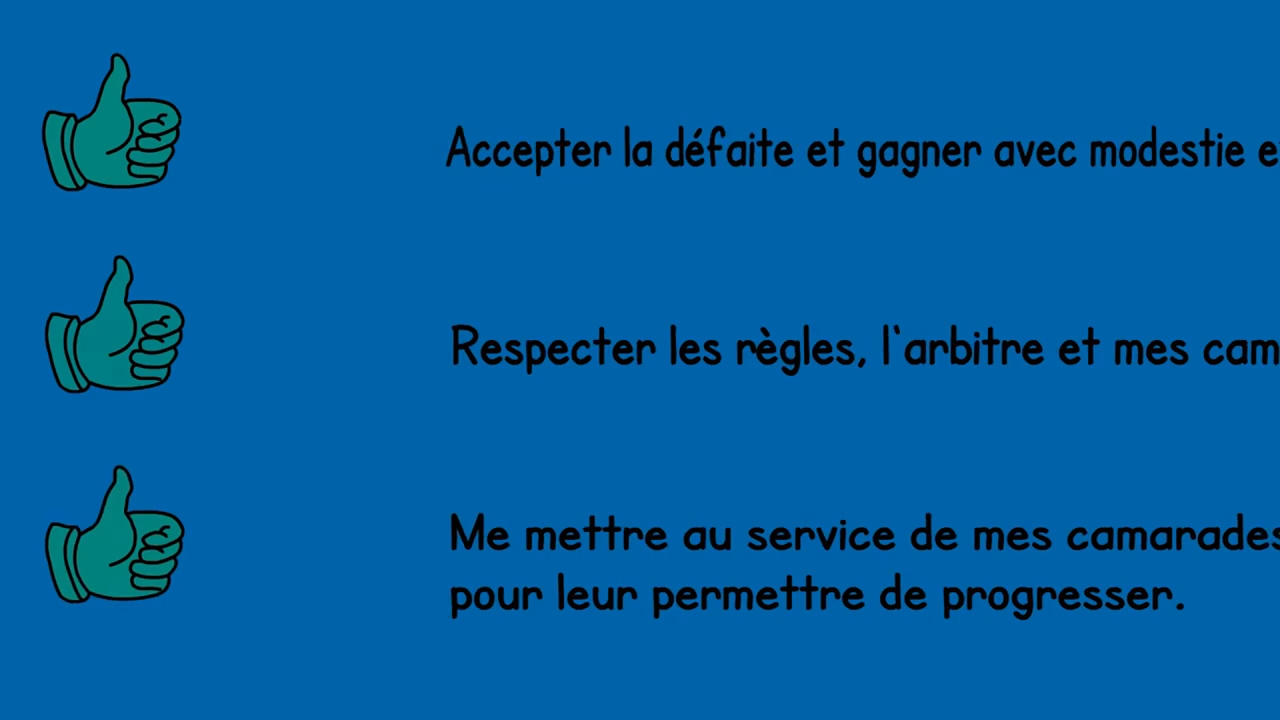 Accepter la défaite et gagner avec modestie
Respecter les règles, l'arbitre et mes
Me mettre au service de mes camarades
pour leur permettre de progresser.